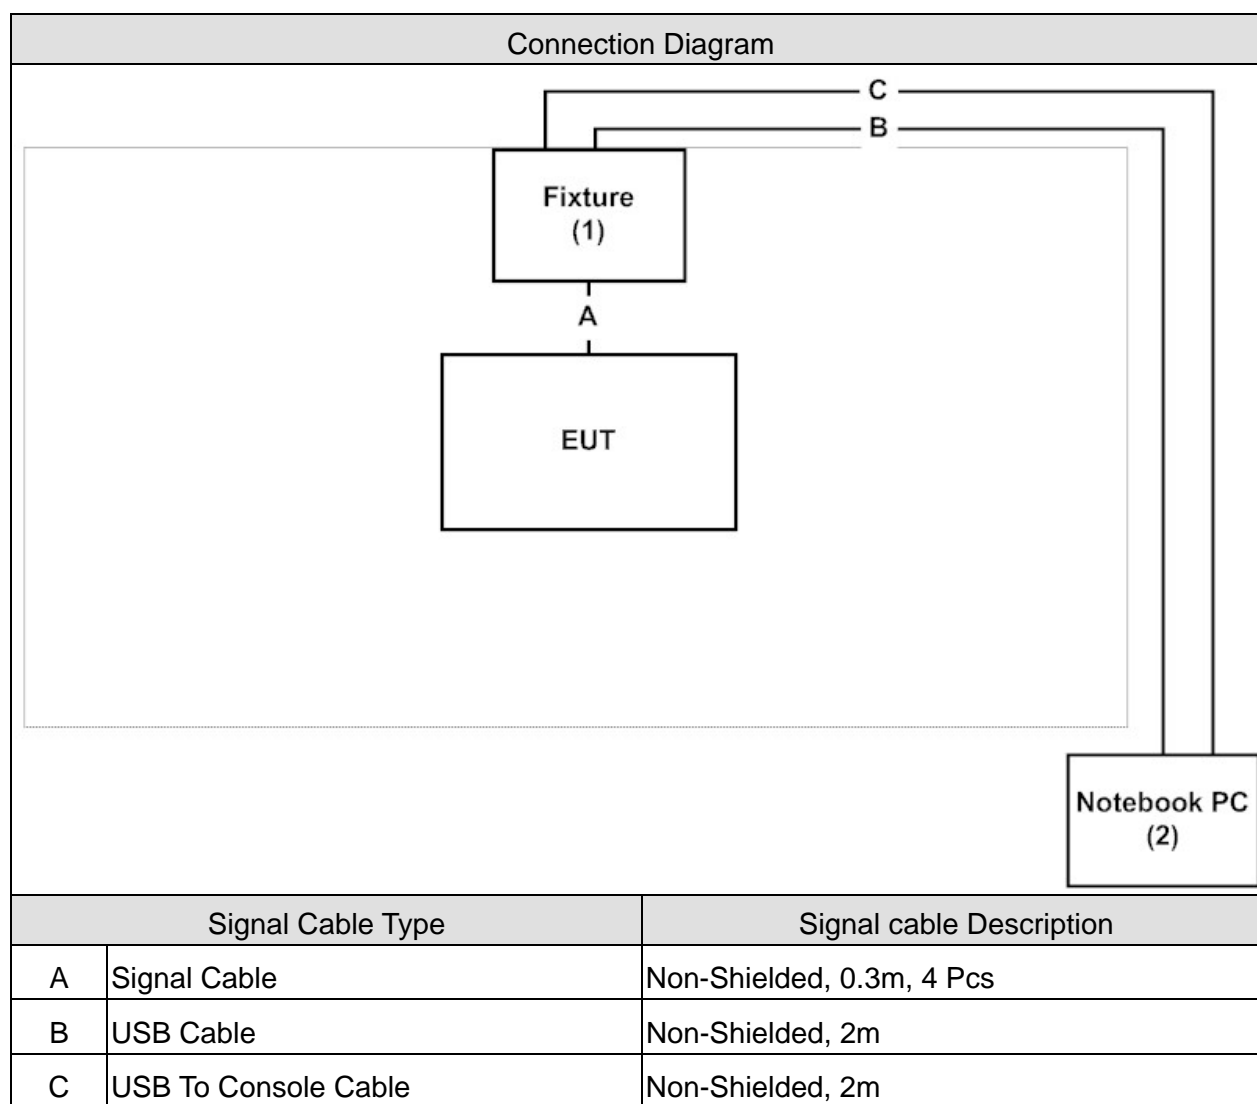 Connection Diagram
C
B
Fixture
(1)
A
EUT
Notebook PC
(2)
Signal Cable Type Signal cable Description
A Signal Cable Non-Shielded, 0.3m, 4 Pcs
B USB Cable Non-Shielded, 2m
C USB To Console Cable Non-Shielded, 2m